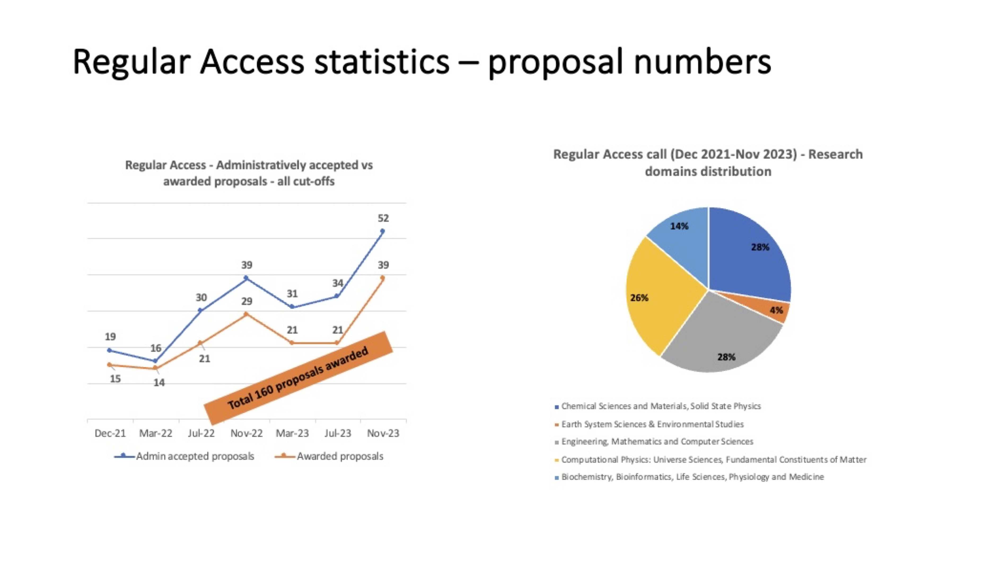 Regular Access statistics – proposal numbers
Regular Access - Administratively accepted vs
awarded proposals - all cut-offs
52
39
39
34
31
30
29
21
21
19
16
21
15
14
Total 160 proposals awarded
Dec-21 Mar-22 Jul-22 Nov-22 Mar-23 Jul-23 Nov-23
Admin accepted proposals Awarded proposals
Regular Access call (Dec 2021-Nov 2023) - Research
domains distribution
14%
28%
26%
4%
28%
Chemical Sciences and Materials, Solid State Physics
Earth System Sciences & Environmental Studies
Engineering, Mathematics and Computer Sciences
Computational Physics: Universe Sciences, Fundamental Constituents of Matter
Biochemistry, Bioinformatics, Life Sciences, Physiology and Medicine